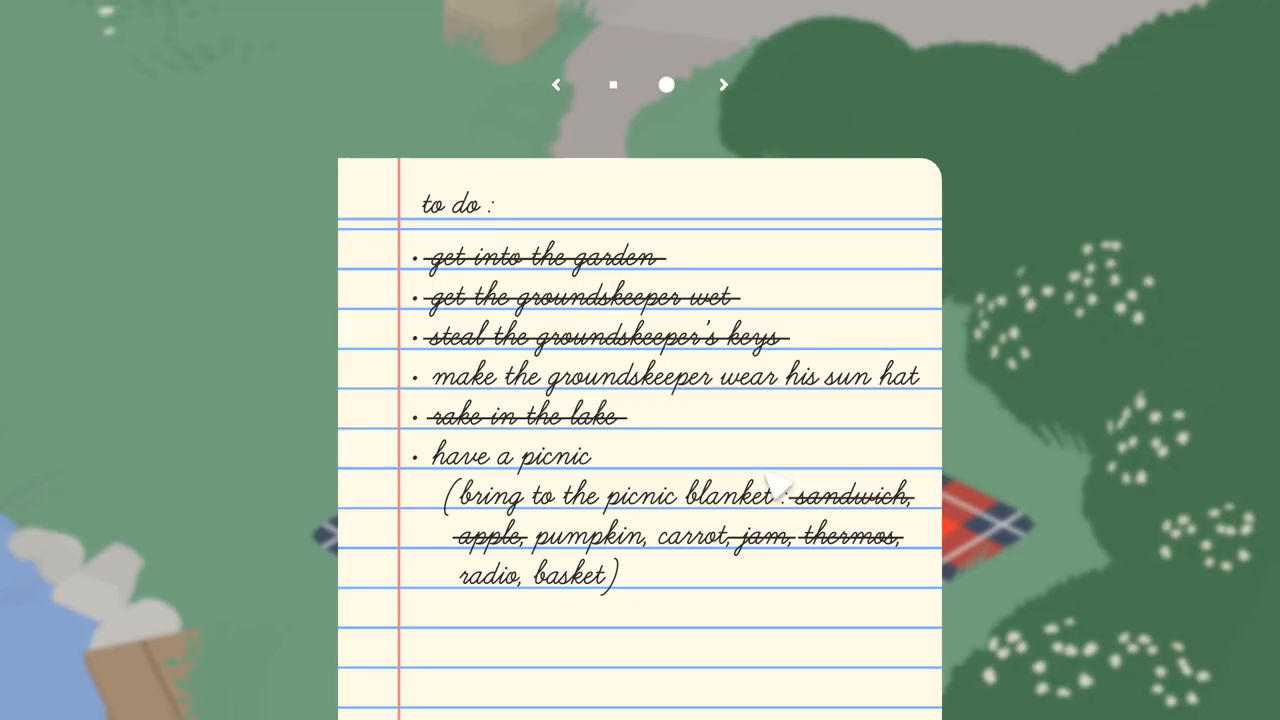 to do :
• get into the garden
• get the groundskeeper wet
• steal the groundskeeper's keys
• make the groundskeeper wear his sun hat
• rake in the lake
• have a picnic
(bring to the picnic blanket : sandwich,
apple, pumpkin, carrot, jam, thermos,
radio, basket)